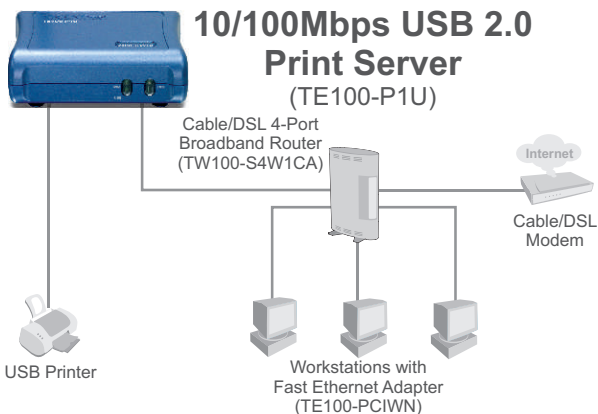 10/100Mbps USB 2.0
Print Server
(TE100-P1U)
Cable/DSL 4-Port
Broadband Router
(TW100-S4W1CA)
Internet
Cable/DSL
Modem
USB Printer
Workstations with
Fast Ethernet Adapter
(TE100-PCIWN)